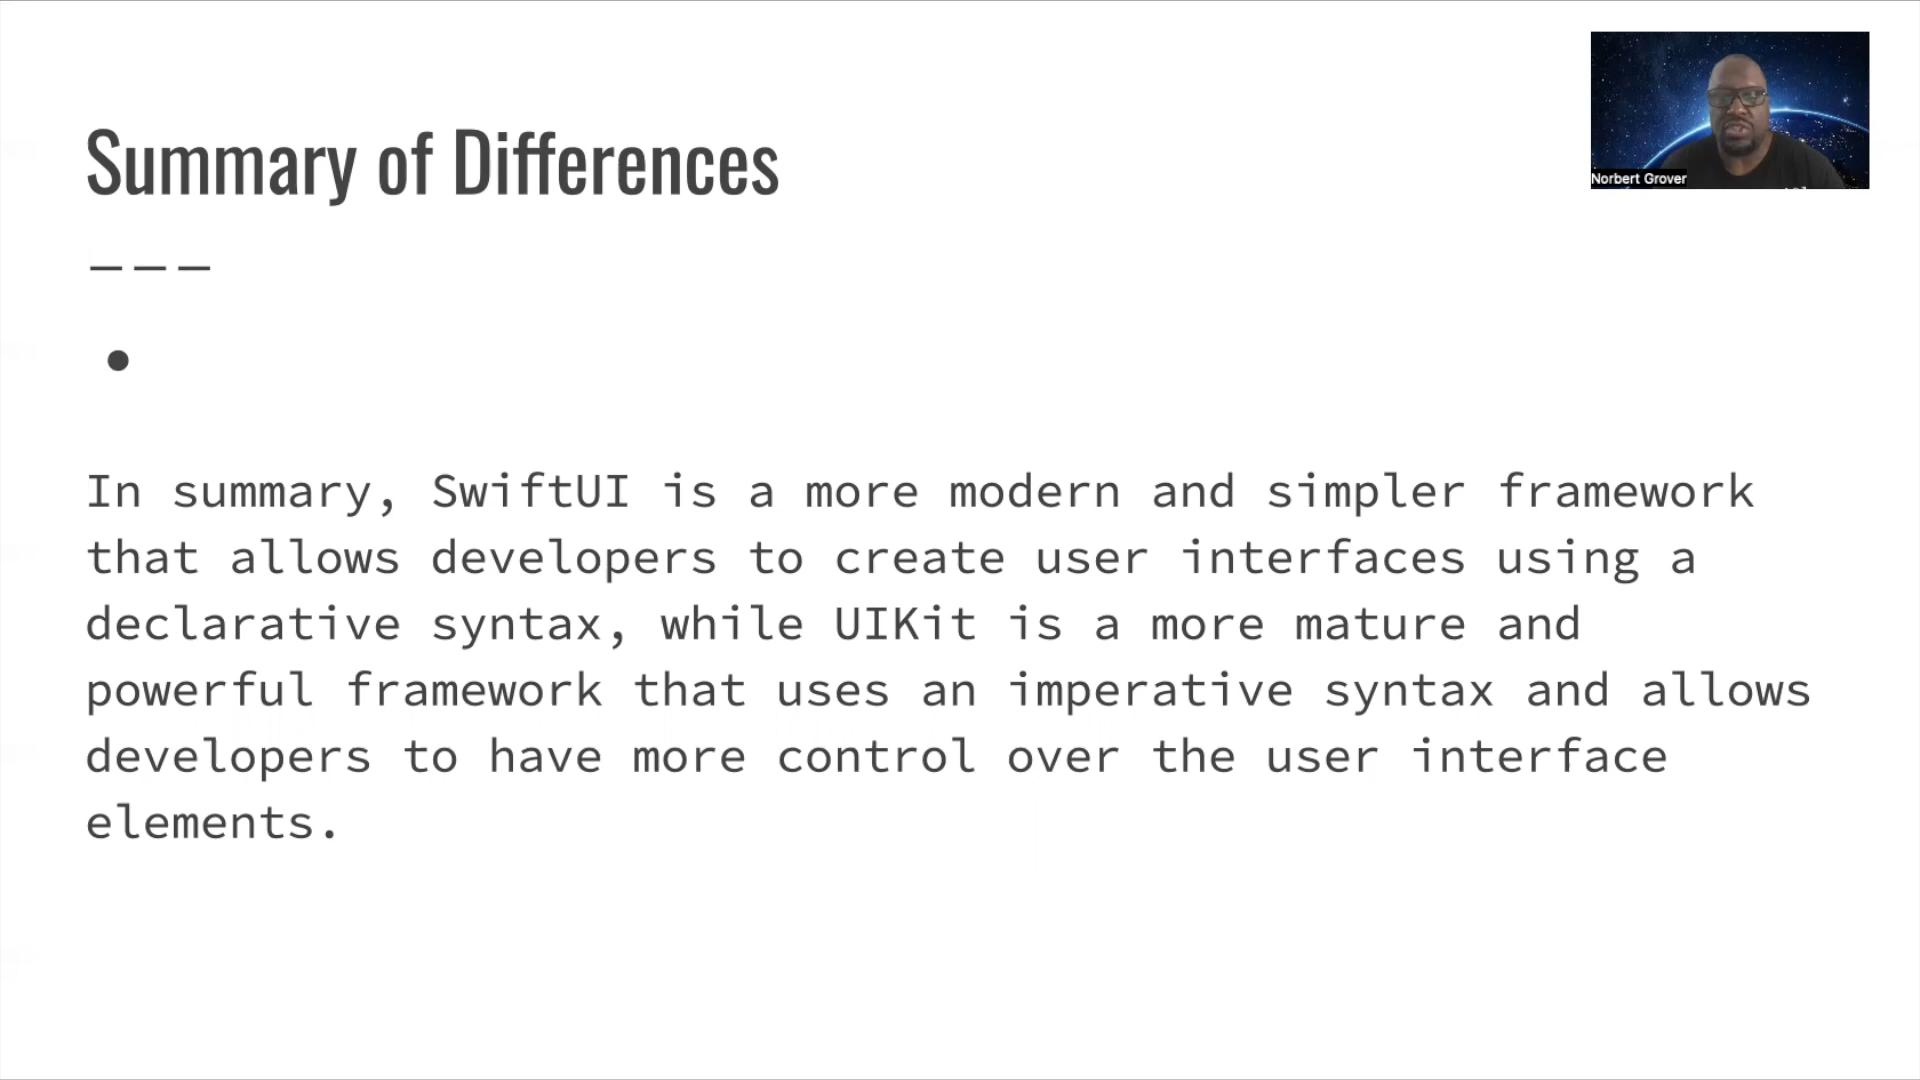 Summary of Differences
Norbert Grover
In summary, SwiftUI is a more modern and simpler framework
that allows developers to create user interfaces using a
declarative syntax, while UIKit is a more mature and
powerful framework that uses an imperative syntax and allows
developers to have more control over the user interface
elements.